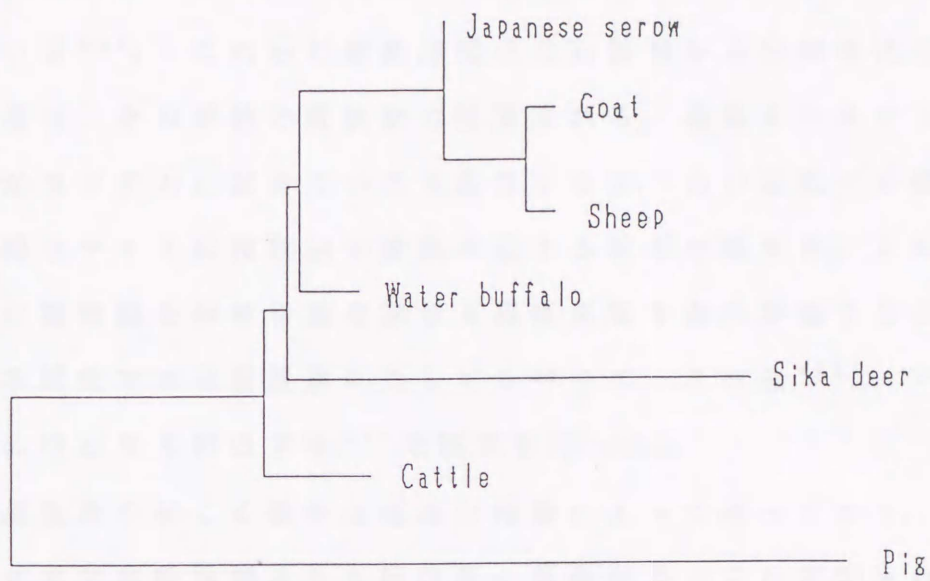 Japanese serow
Goat
Sheep
Water buffalo
Sika deer
Cattle
Pig